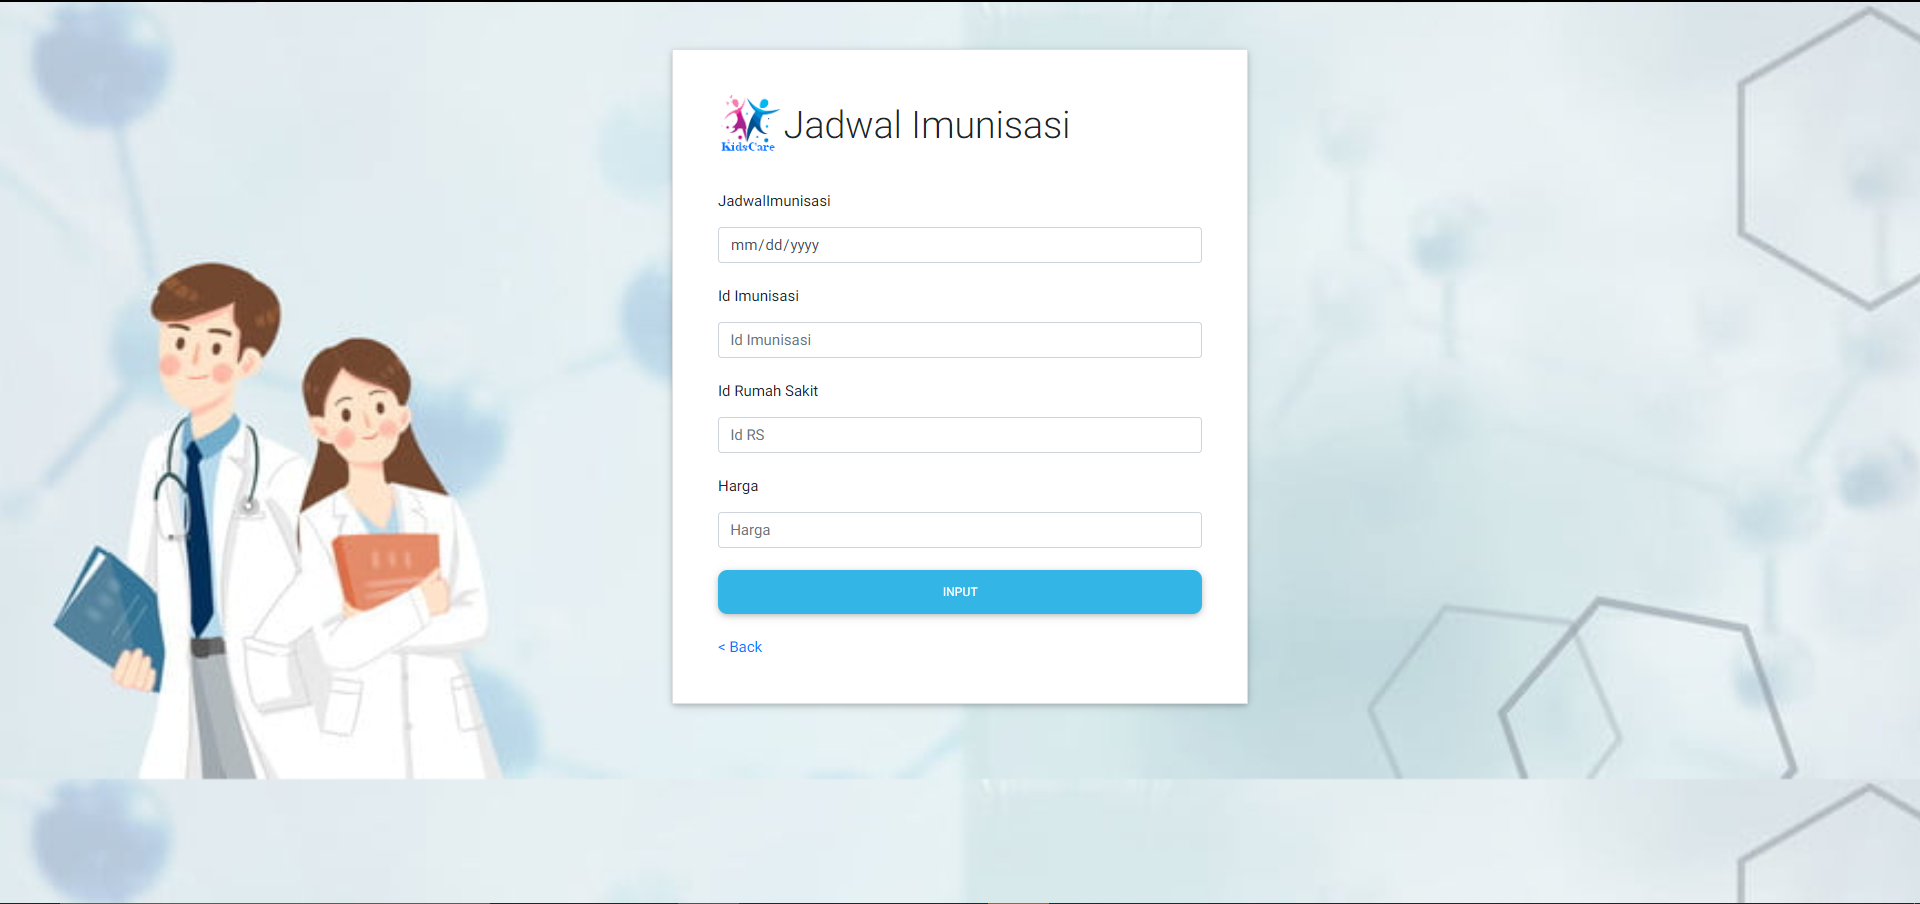 KidsCare
Jadwal Imunisasi
JadwalImunisasi
mm/dd/yyyy
Id Imunisasi
Id Imunisasi
Id Rumah Sakit
Id RS
Harga
Harga
INPUT
< Back